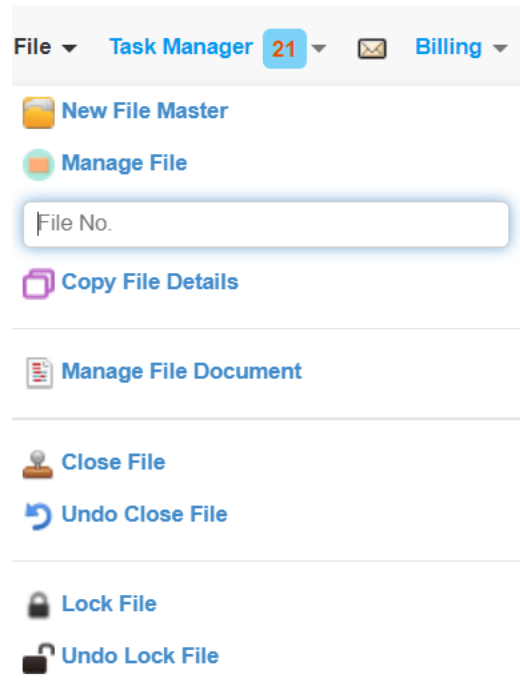 File Task Manager 21 Billing
New File Master
Manage File
File No.
Copy File Details
Manage File Document
Close File
Undo Close File
Lock File
Undo Lock File